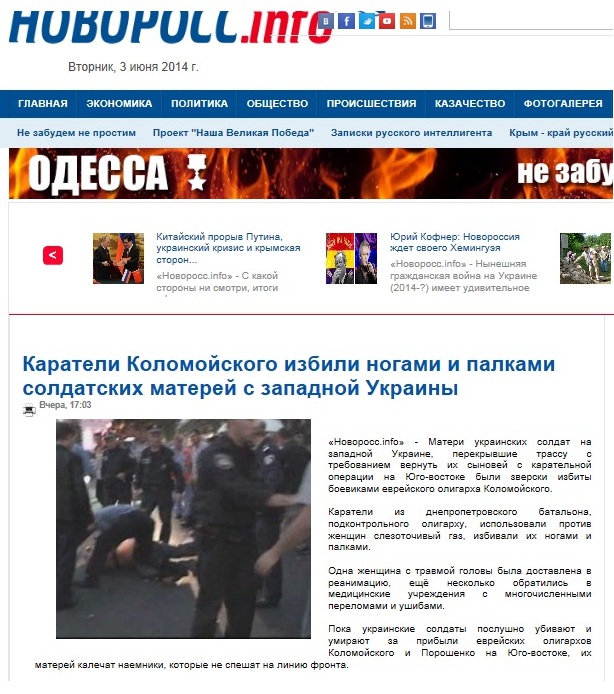 НОВОРОСС.info
Вторник, 3 июня 2014 г.
ГЛАВНАЯ ЭКОНОМИКА ПОЛИТИКА ОБЩЕСТВО ПРОИСШЕСТВИЯ КАЗАЧЕСТВО ФОТОГАЛЕРЕЯ
Не забудем не простим Проект "Наша Великая Победа" Записки русского интеллигента Крым - край русский
ОДЕССА не забу
<
Китайский прорыв Путина,
украинский кризис и крымская
сторон...
«Новоросс.info» - С какой
стороны ни смотри, итоги
Юрий Кофнер: Новороссия
ждет своего Хемингуэя
«Новоросс.info» - Нынешняя
гражданская война на Украине
(2014-?) имеет удивительное
Каратели Коломойского избили ногами и палками
солдатских матерей с западной Украины
Вчера, 17:03
«Новоросс.info» - Матери украинских солдат на
западной Украине, перекрывшие трассу с
требованием вернуть их сыновей с карательной
операции на Юго-востоке были зверски избиты
боевиками еврейского олигарха Коломойского.
Каратели из днепропетровского батальона,
подконтрольного олигарху, использовали против
женщин слезоточивый газ, избивали их ногами и
палками.
Одна женщина с травмой головы была доставлена в
реанимацию, ещё несколько обратились в
медицинские учреждения с многочисленными
переломами и ушибами.
Пока украинские солдаты послушно убивают и
умирают за прибыли еврейских олигархов
Коломойского и Порошенко на Юго-востоке, их
матерей калечат наемники, которые не спешат на линию фронта.